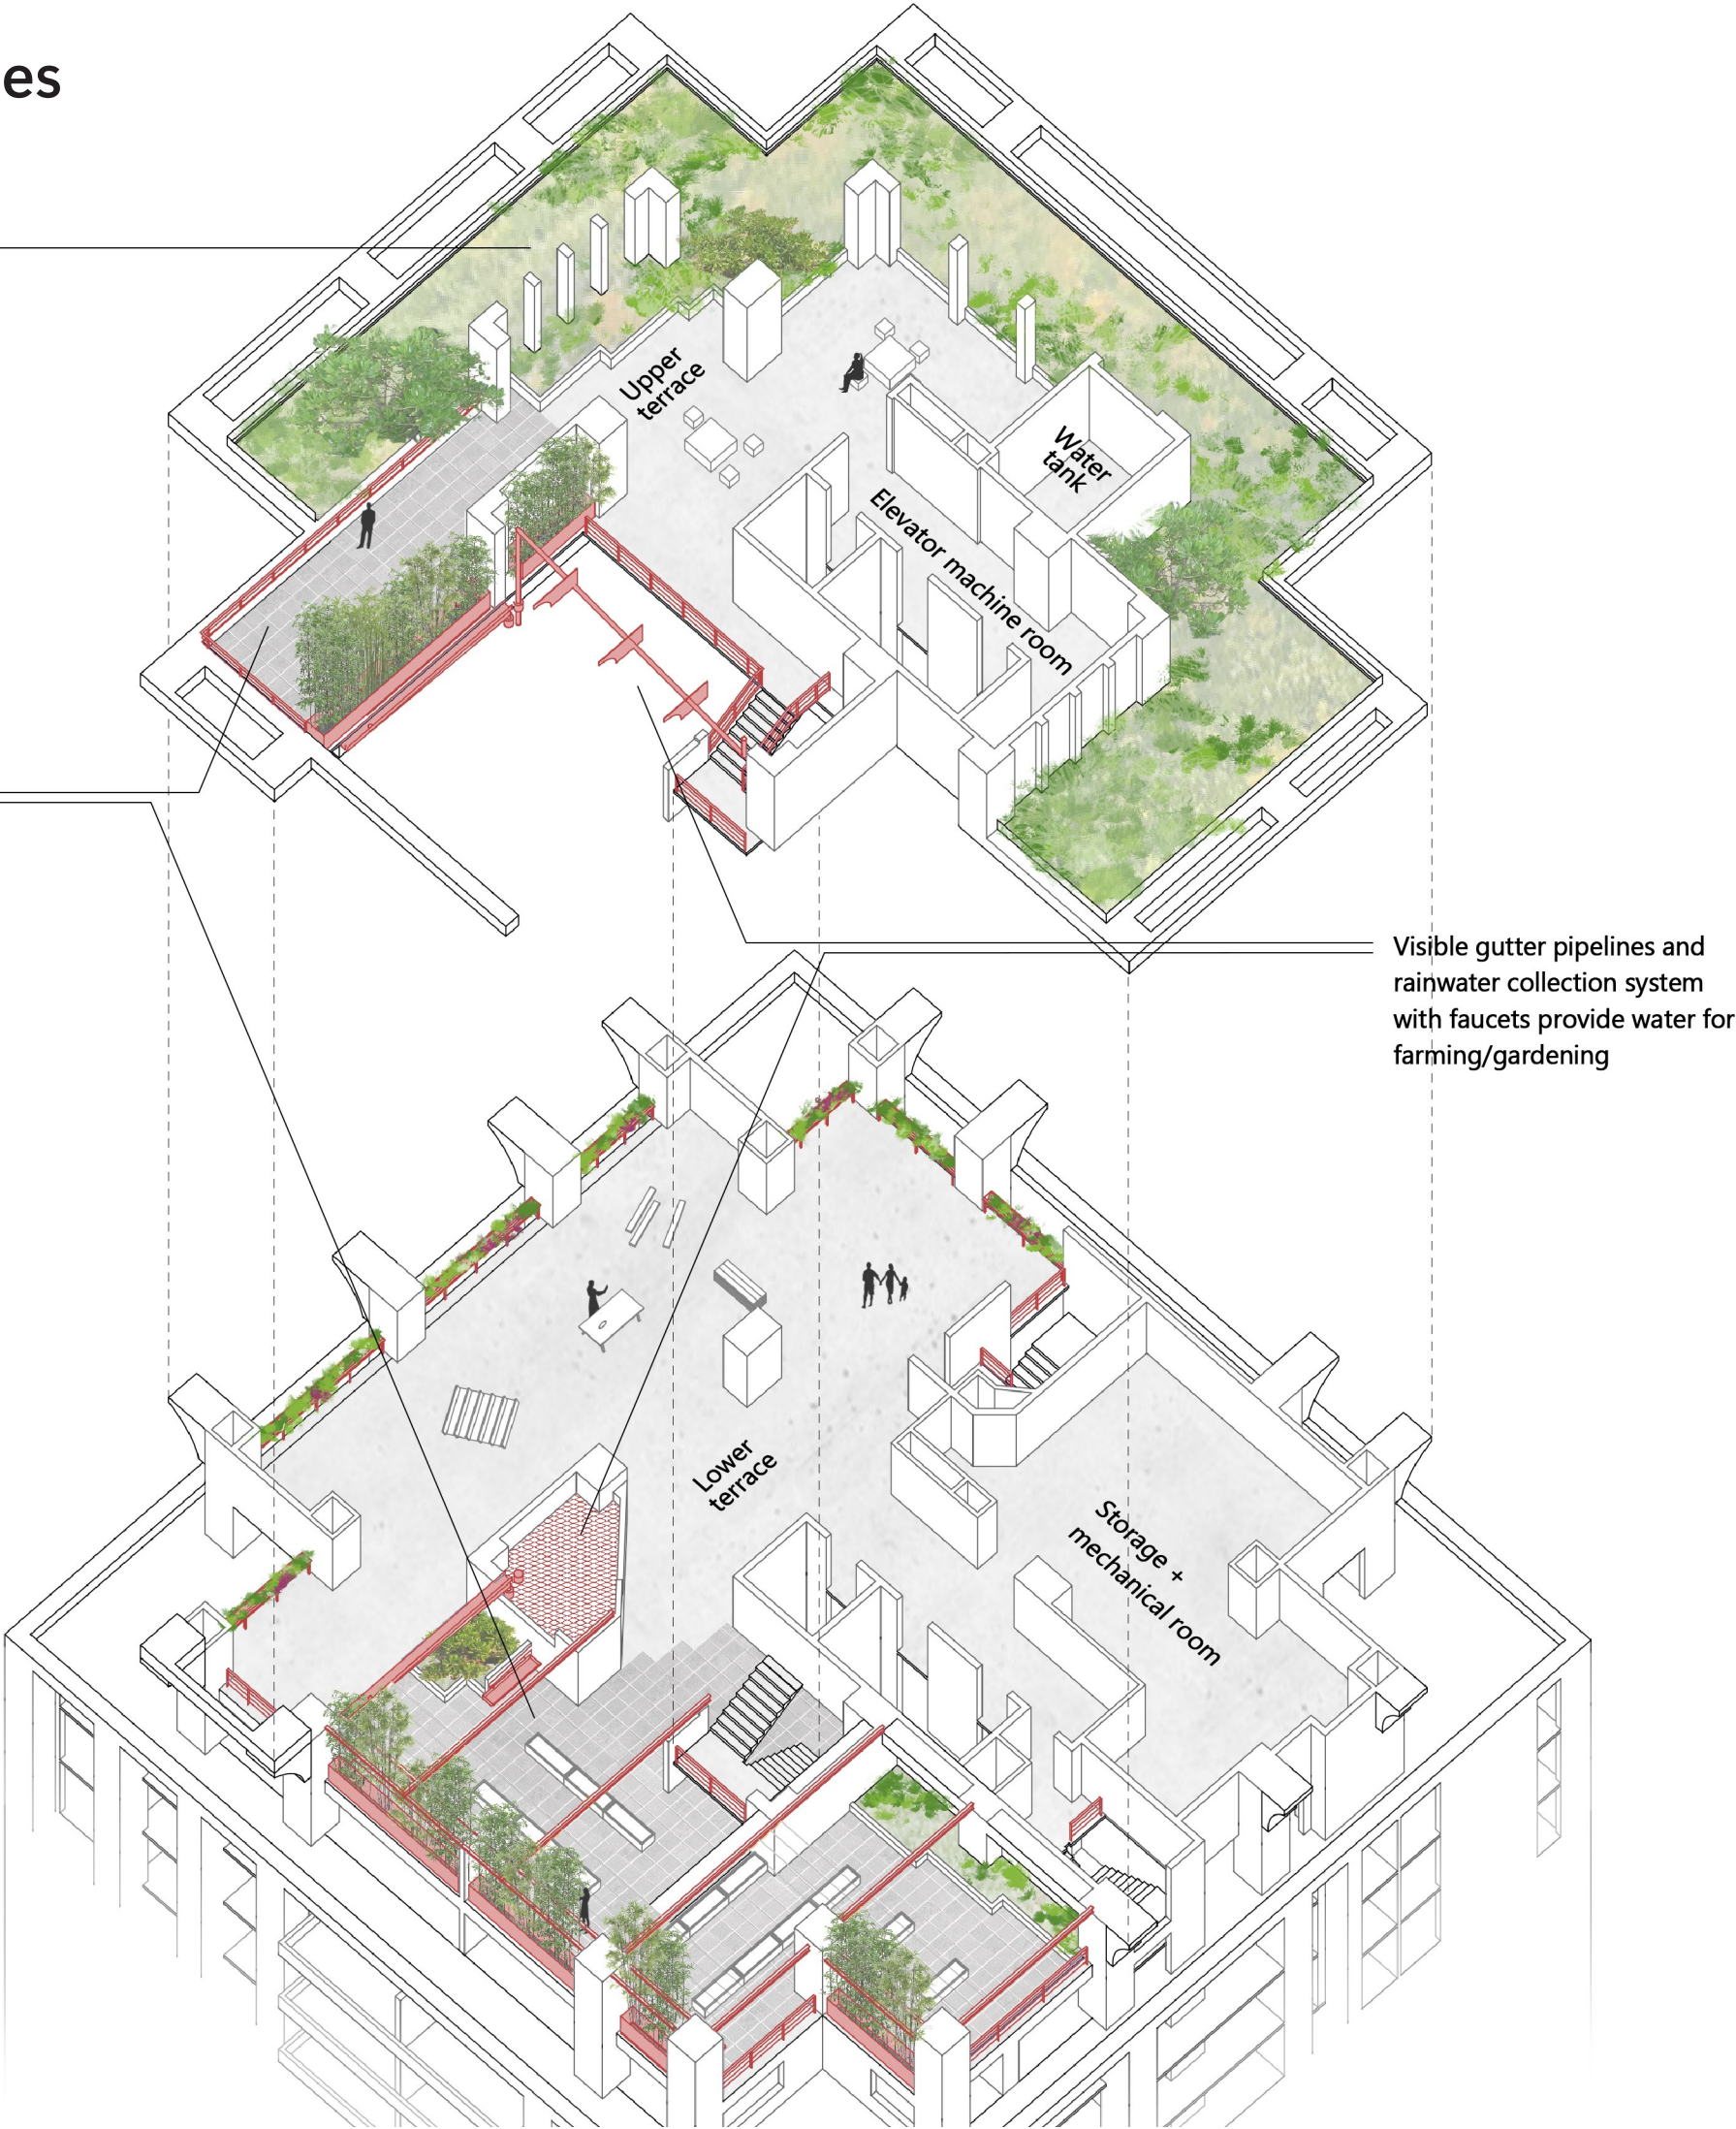 es
Upper
terrace
Water
tank
Elevator machine room
Visible gutter pipelines and
rainwater collection system
with faucets provide water for
farming/gardening
Lower
terrace
Storage +
mechanical room